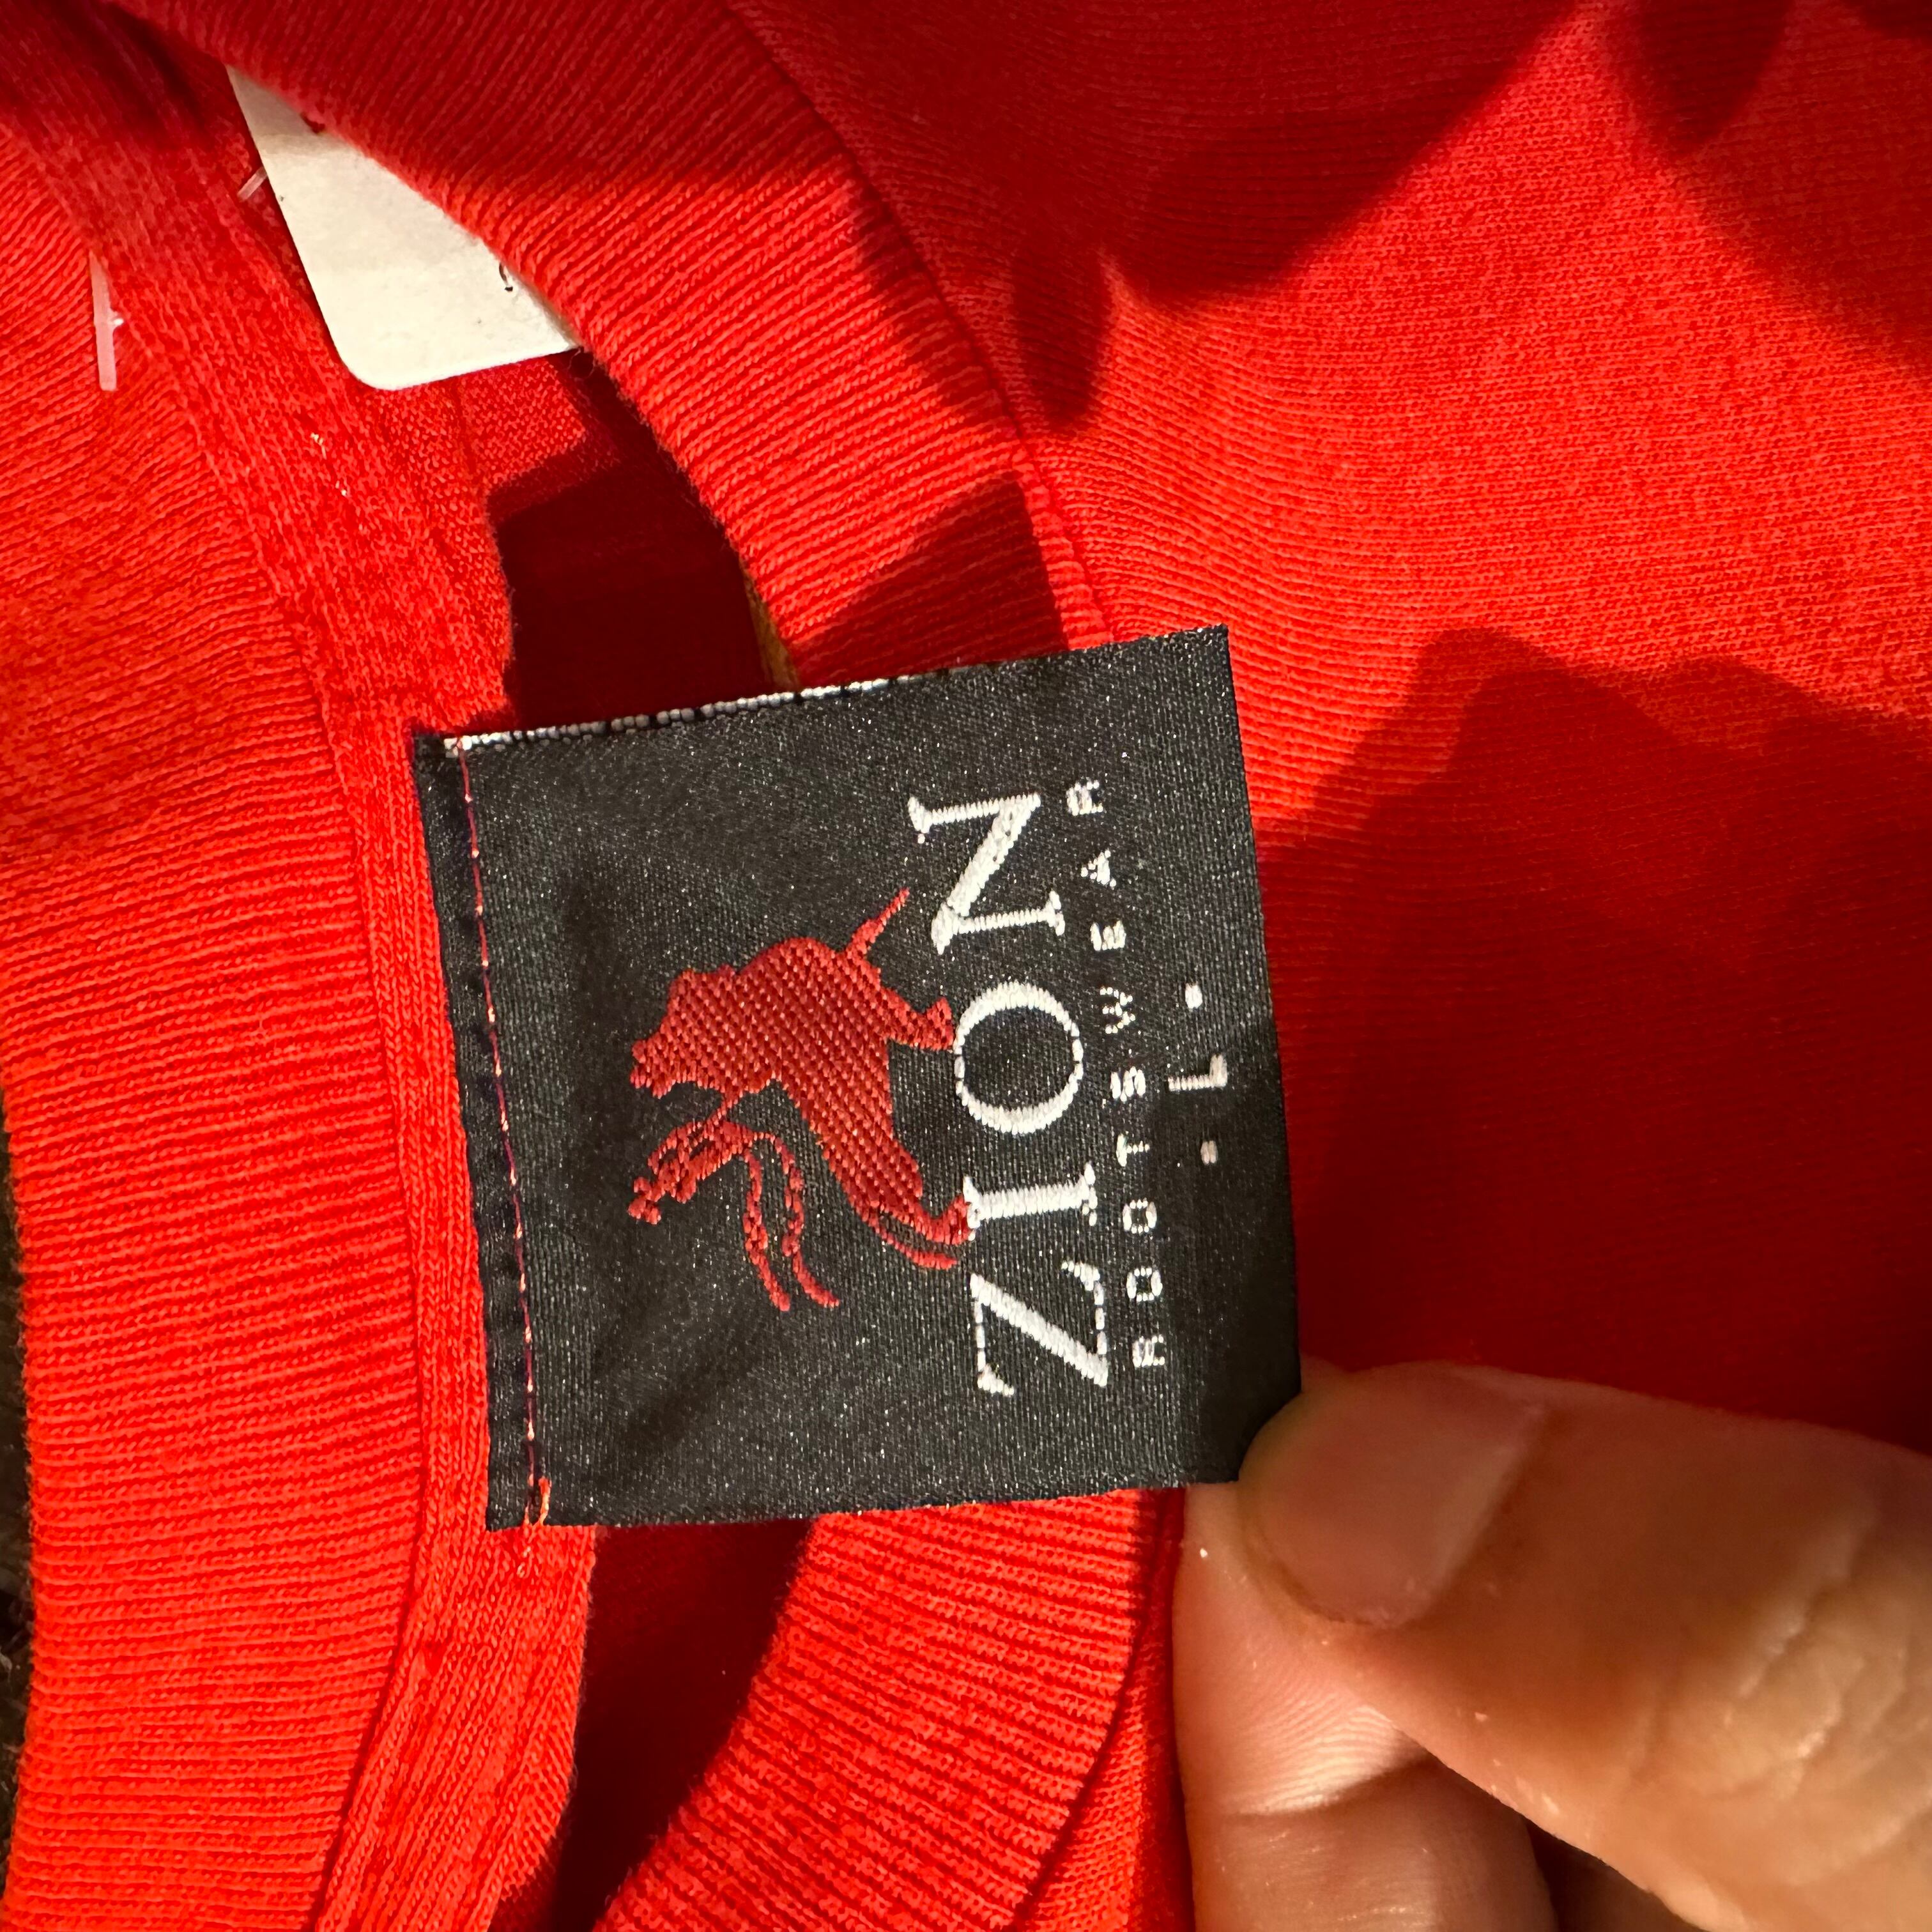 ZION
ROOTSWEAR
- L -